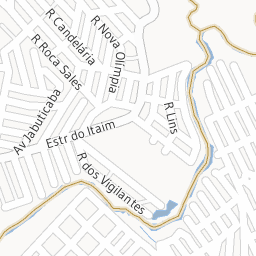 R Candelária
R Nova Olímpia
R Roca Sales
R Lins
Av Jabuticaba
Estr do Itaim
R dos Vigilantes